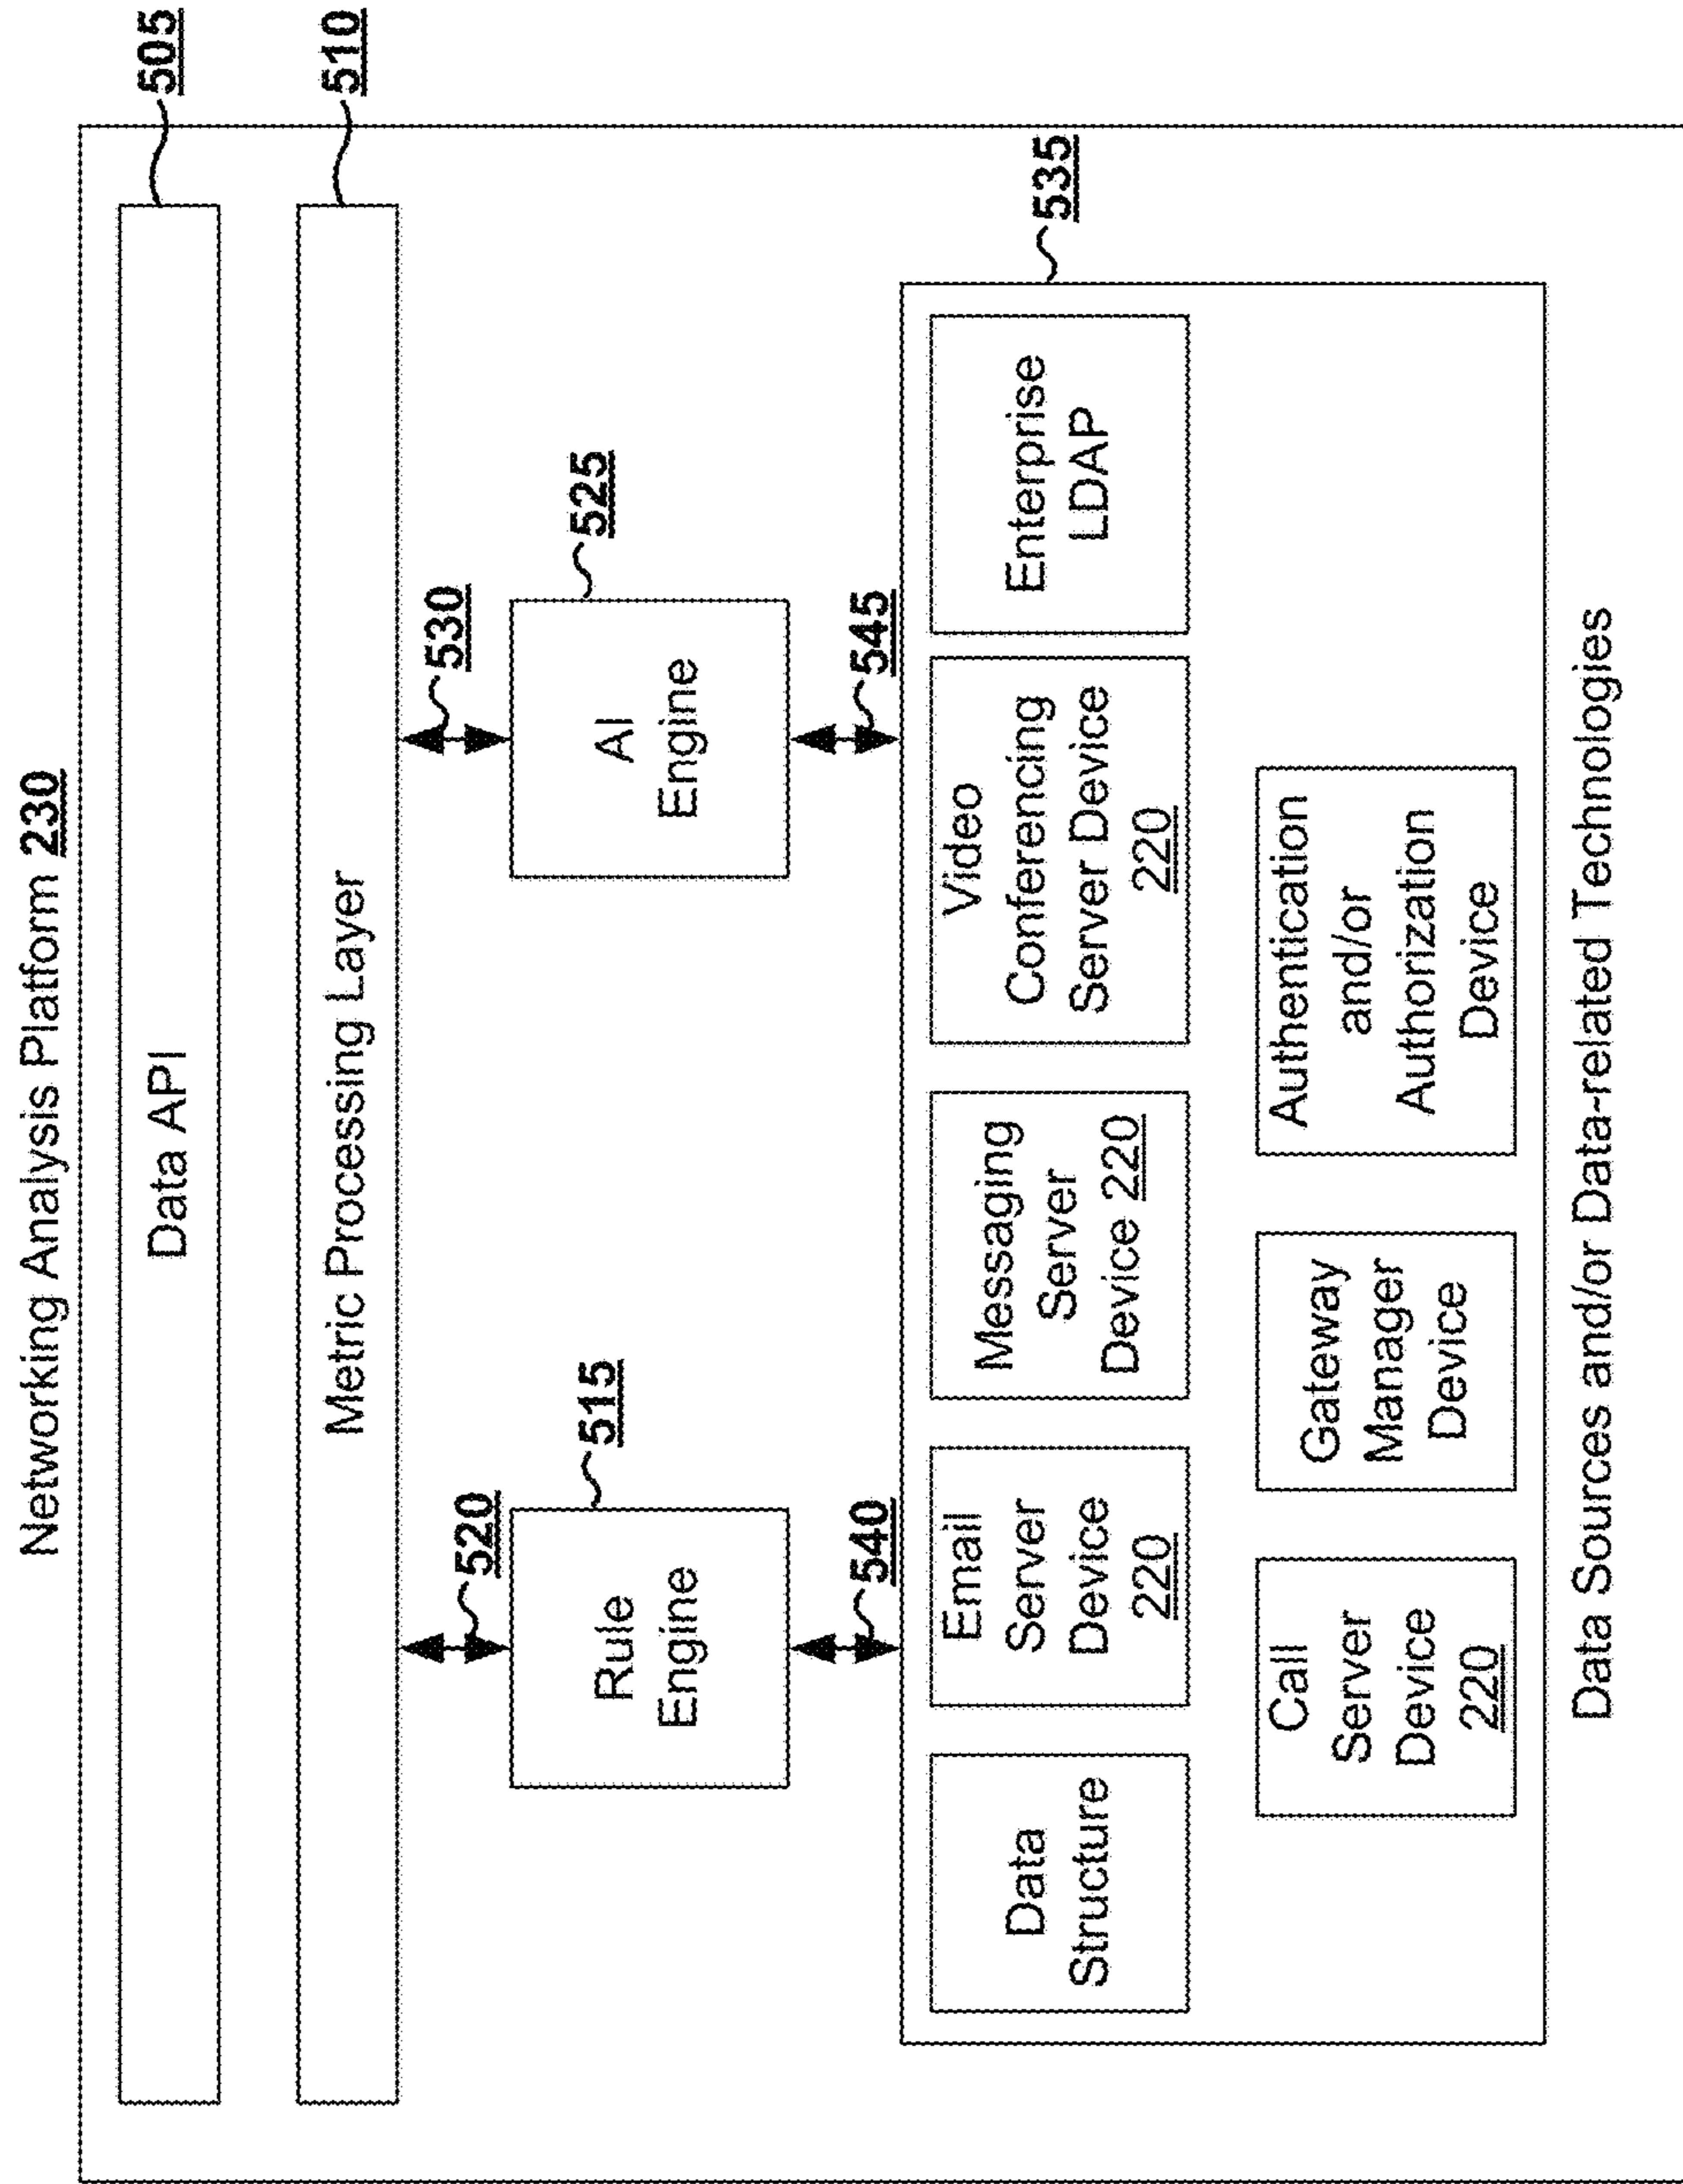 Networking Analysis Platform 230
Data API
505
Metric Processing Layer
510
520
530
Rule
Engine
515
AI
Engine
525
540
545
535
Data
Structure
Email
Server
Device
220
Messaging
Server
Device 220
Video
Conferencing
Server Device
220
Enterprise
LDAP
Call
Server
Device
220
Gateway
Manager
Device
Authentication
and/or
Authorization
Device
Data Sources and/or Data-related Technologies